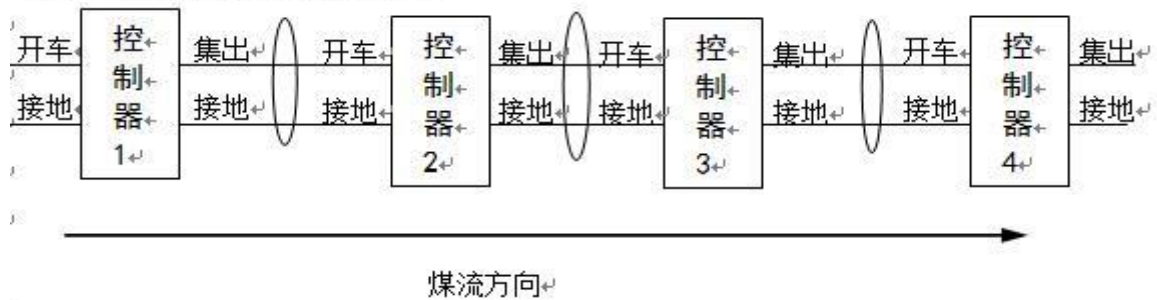 开车 集出 开车 集出 开车 集出 开车 集出
接地 接地 接地 接地 接地 接地 接地 接地
控制器1
控制器2
控制器3
控制器4
煤流方向